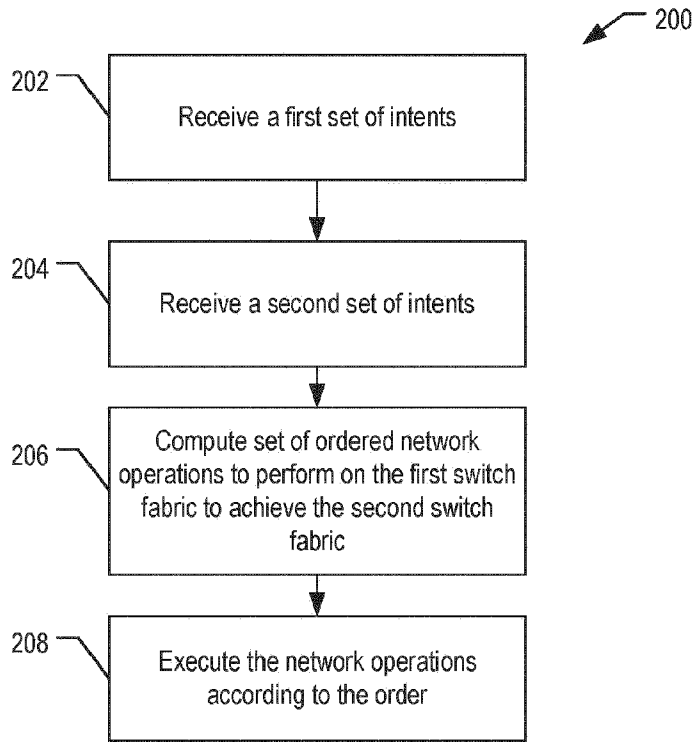 200
202
Receive a first set of intents
204
Receive a second set of intents
206
Compute set of ordered network
operations to perform on the first switch
fabric to achieve the second switch
fabric
208
Execute the network operations
according to the order